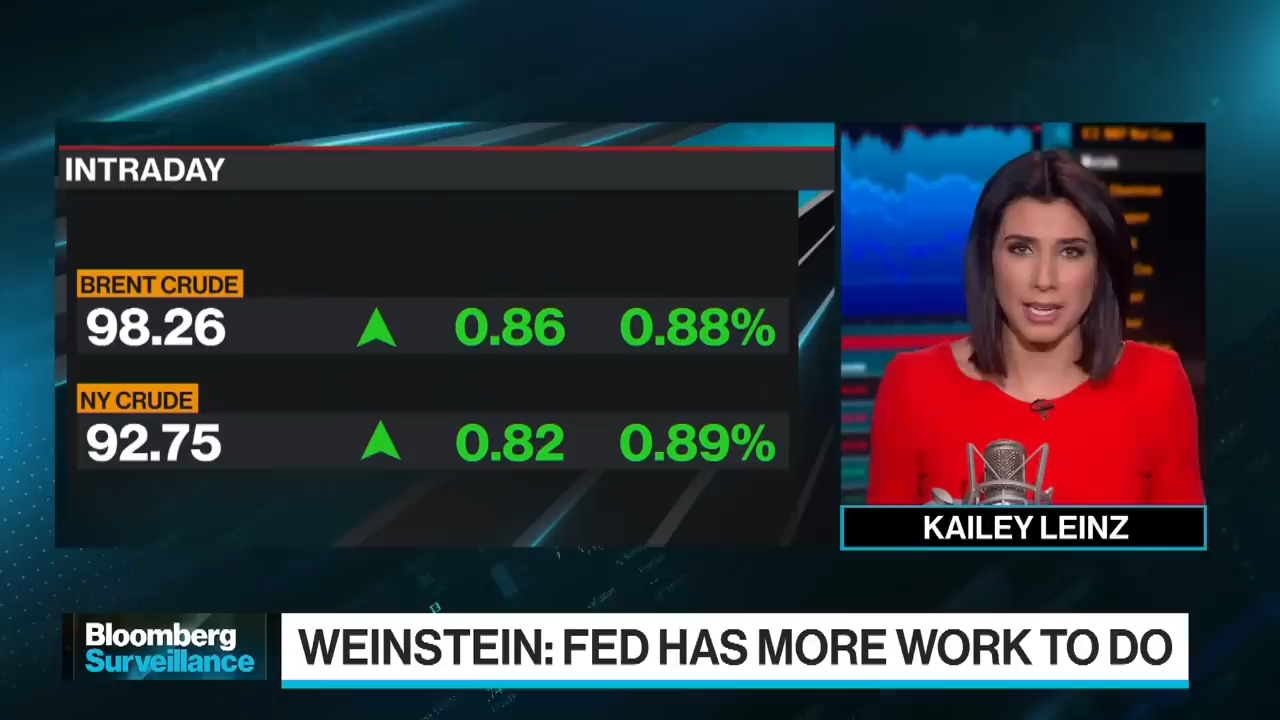 INTRADAY
BRENT CRUDE
98.26 0.86 0.88%
NY CRUDE
92.75 0.82 0.89%
KAILEY LEINZ
Bloomberg
Surveillance
WEINSTEIN: FED HAS MORE WORK TO DO